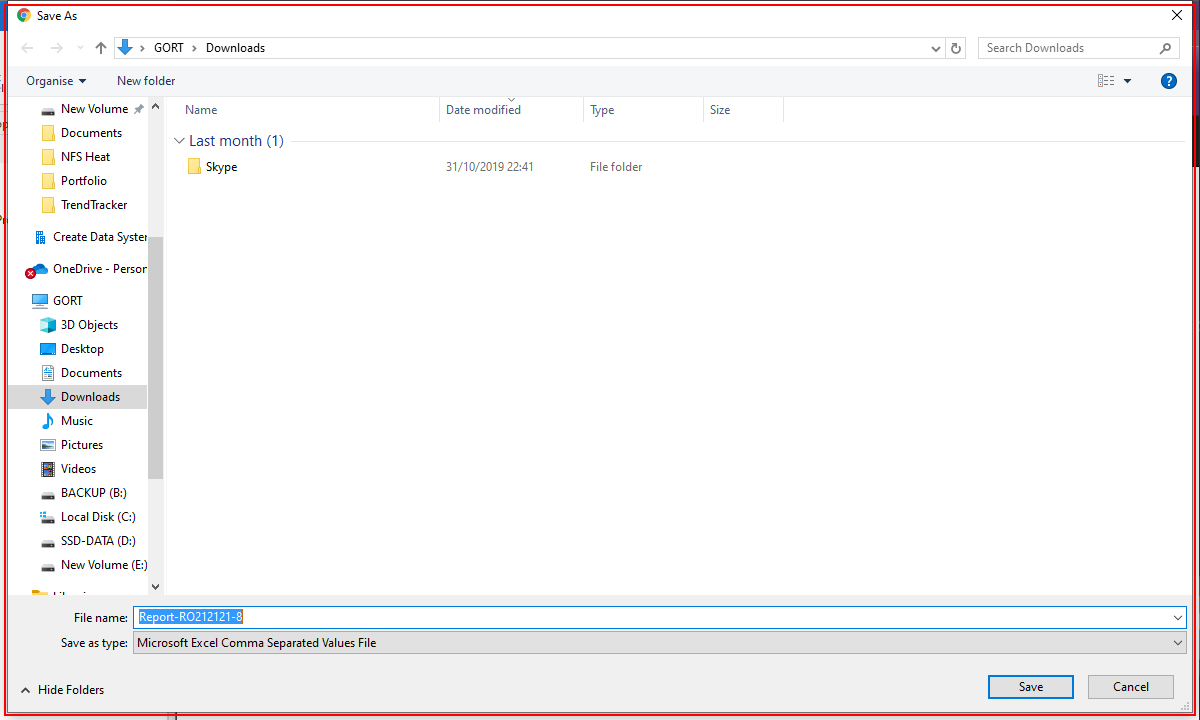 Save As
GORT
Downloads
Search Downloads
Organise
New folder
?
New Volume
Documents
NFS Heat
Portfolio
TrendTracker
Create Data Syster
OneDrive - Person
GORT
3D Objects
Desktop
Documents
Downloads
Music
Pictures
Videos
BACKUP (B:)
Local Disk (C:)
SSD-DATA (D:)
New Volume (E:)
Name Date modified Type Size
Last month (1)
Skype 31/10/2019 22:41 File folder
File name: Report-RO212121-8
Save as type: Microsoft Excel Comma Separated Values File
Hide Folders
Save
Cancel